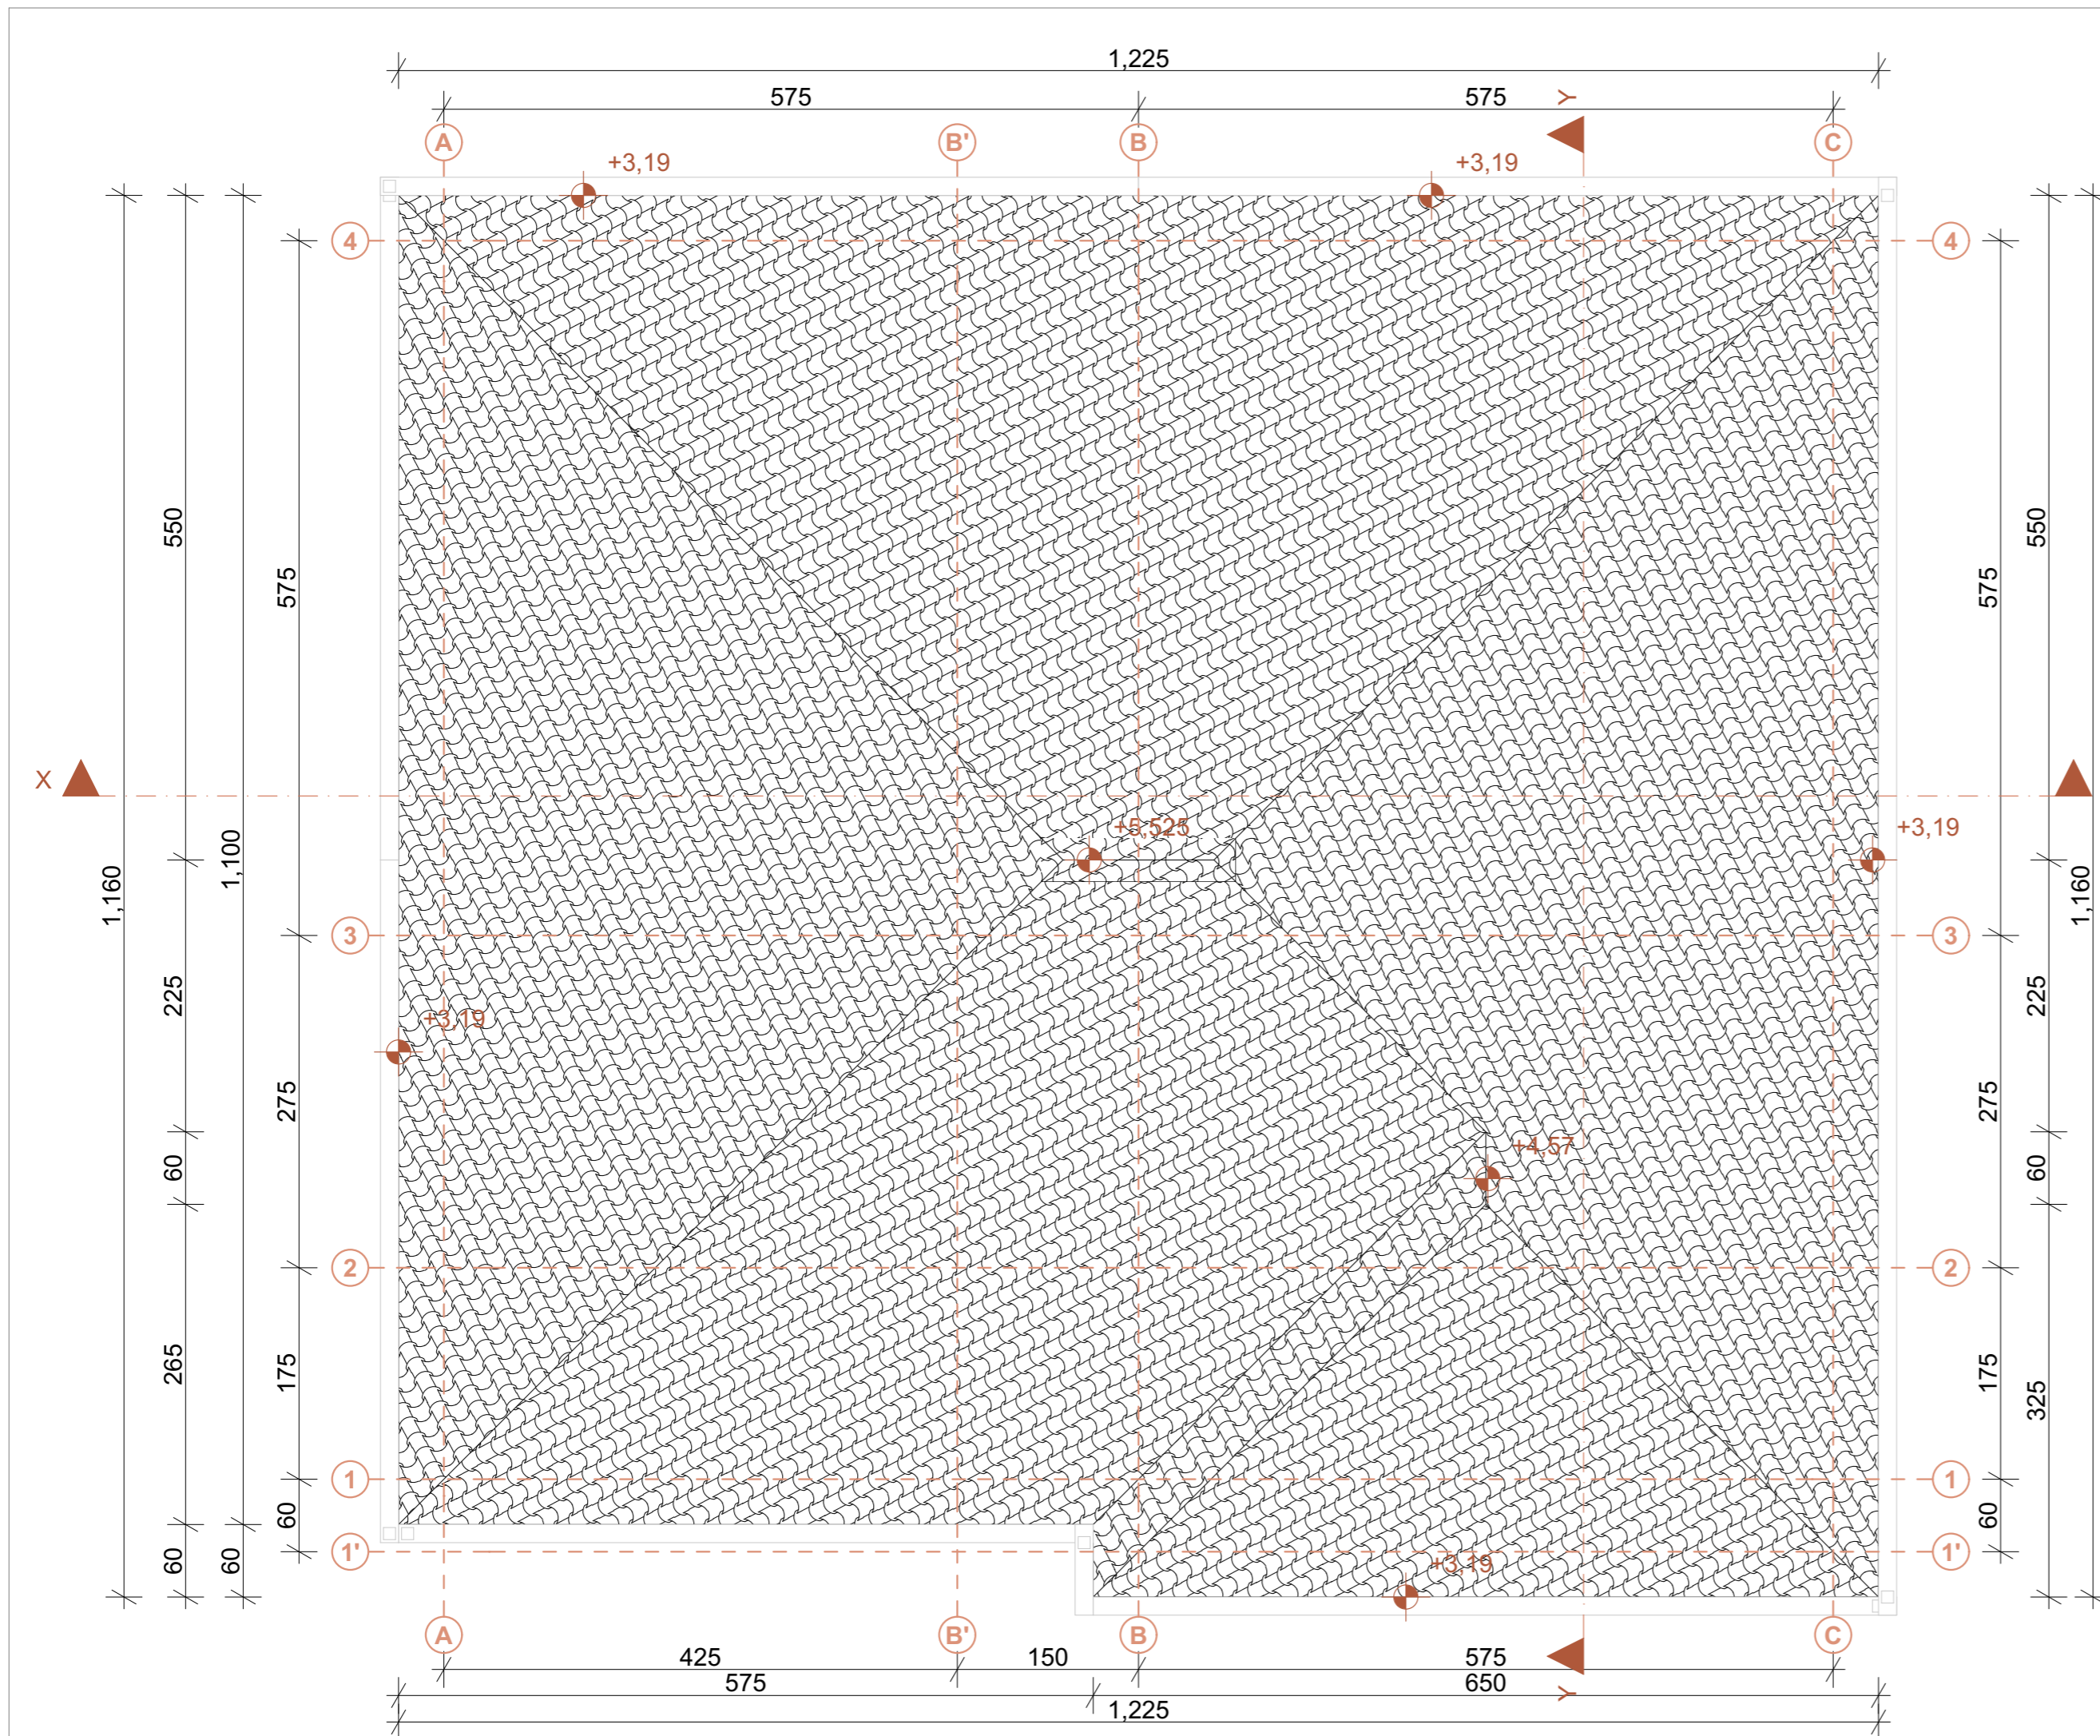 1,225
575 575 Y
A B' B C
+3,19 +3,19
4 4
550 550
575 575
X
+5,525 +3,19
1,100
1,160 1,160
3 3
225 225
+3,19
275 275
+4,57
60 60
2 2
265 175 175 325
1 1
60 60
1' 1'
60 60 +3,19
A B' B C
425 150 575
575 650 Y
1,225